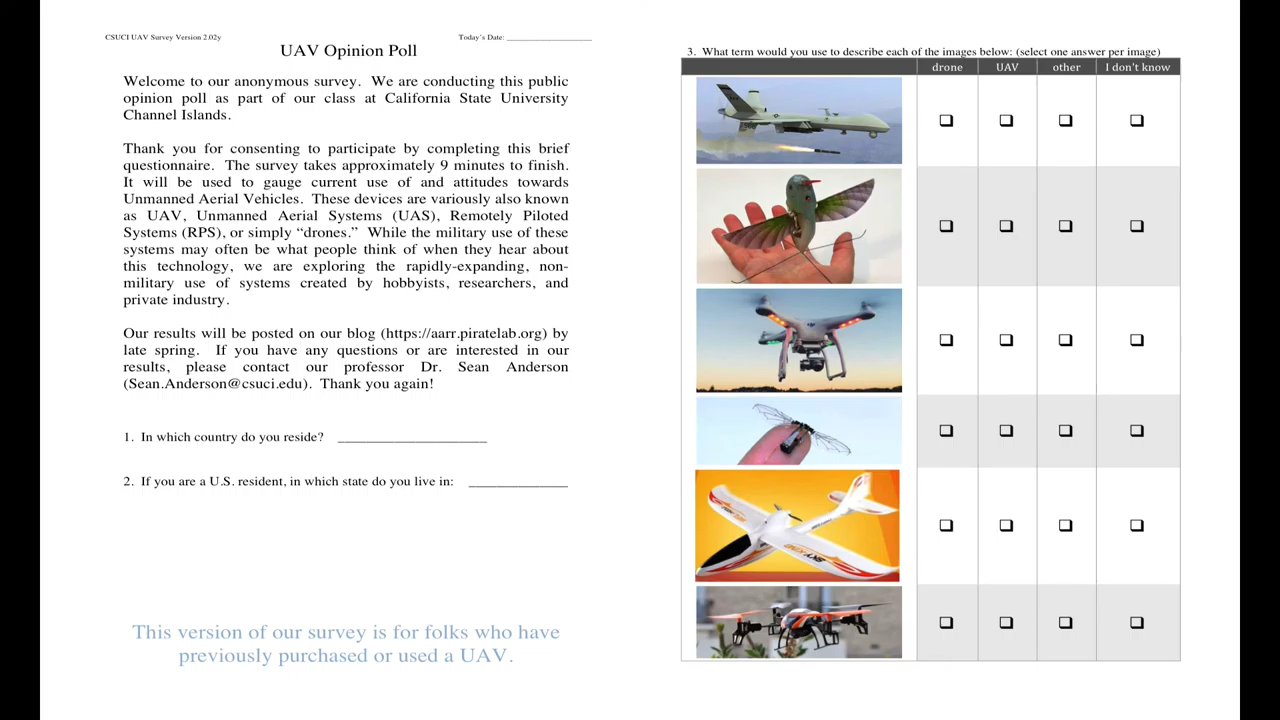 CSUCI UAV Survey Version 2.02y
Today's Date: _______________
UAV Opinion Poll
Welcome to our anonymous survey. We are conducting this public
opinion poll as part of our class at California State University
Channel Islands.
Thank you for consenting to participate by completing this brief
questionnaire. The survey takes approximately 9 minutes to finish.
It will be used to gauge current use of and attitudes towards
Unmanned Aerial Vehicles. These devices are variously also known
as UAV, Unmanned Aerial Systems (UAS), Remotely Piloted
Systems (RPS), or simply “drones.” While the military use of these
systems may often be what people think of when they hear about
this technology, we are exploring the rapidly-expanding, non-
military use of systems created by hobbyists, researchers, and
private industry.
Our results will be posted on our blog (https://aarr.piratelab.org) by
late spring. If you have any questions or are interested in our
results, please contact our professor Dr. Sean Anderson
(Sean.Anderson@csuci.edu). Thank you again!
1. In which country do you reside? _____________________
2. If you are a U.S. resident, in which state do you live in: ______________
This version of our survey is for folks who have
previously purchased or used a UAV.
3. What term would you use to describe each of the images below: (select one answer per image)
drone UAV other I don't know